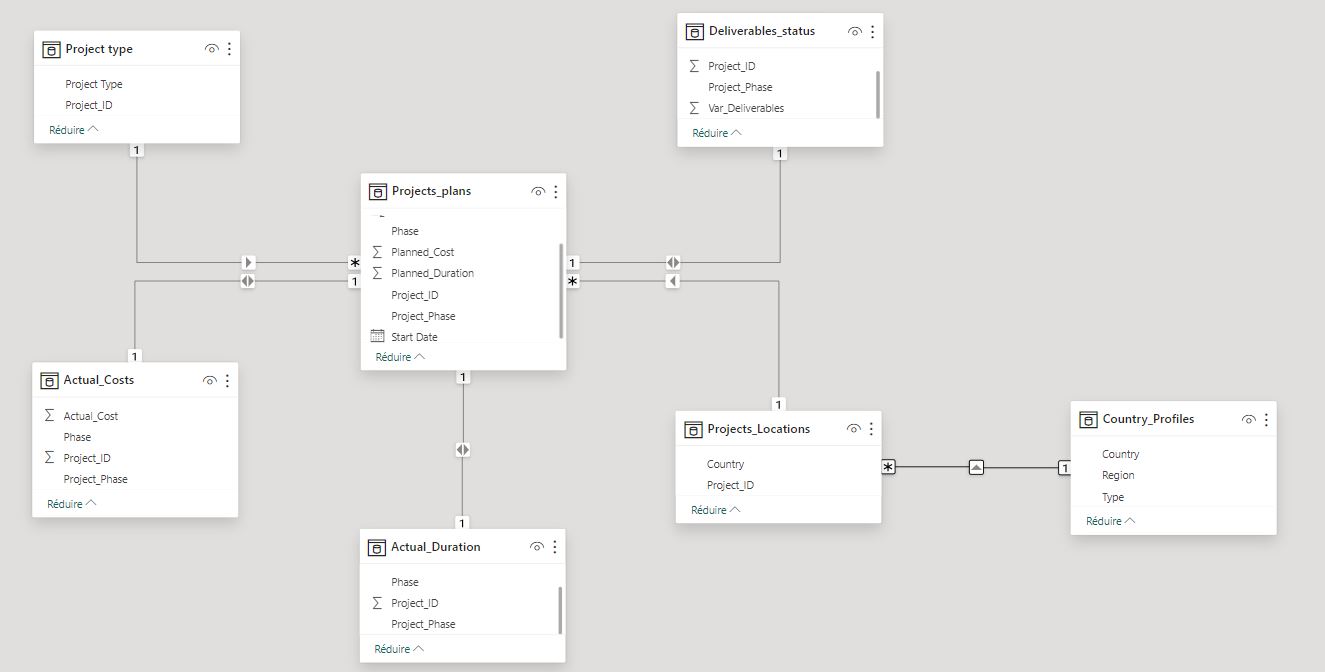 Project type
Project Type
Project_ID
Réduire
1
Deliverables_status
Σ Project_ID
Project_Phase
Σ Var_Deliverables
Réduire
1
Projects_plans
Phase
Σ Planned_Cost
Σ Planned_Duration
Project_ID
Project_Phase
Start Date
Réduire
*
1
1
*
1
1
Actual_Costs
Σ Actual_Cost
Phase
Σ Project_ID
Project_Phase
Réduire
1
Actual_Duration
Phase
Σ Project_ID
Project_Phase
Réduire
1
Projects_Locations
Country
Project_ID
Réduire
*
1
Country_Profiles
Country
Region
Type
Réduire